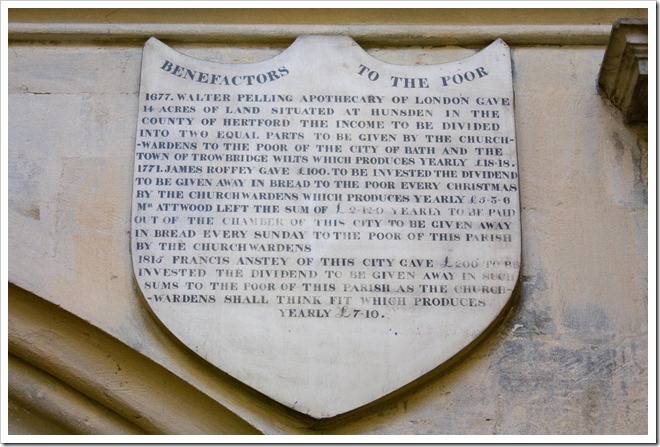 BENEFACTORS TO THE POOR
1677. WALTER PELLING APOTHECARY OF LONDON GAVE
14 ACRES OF LAND SITUATED AT HUNSDEN IN THE
COUNTY OF HERTFORD THE INCOME TO BE DIVIDED
INTO TWO EQUAL PARTS TO BE GIVEN BY THE CHURCH-
-WARDENS TO THE POOR OF THE CITY OF BATH AND THE
TOWN OF TROWBRIDGE WILTS WHICH PRODUCES YEARLY £18-18.
1771. JAMES ROFFEY GAVE £100. TO BE INVESTED THE DIVIDEND
TO BE GIVEN AWAY IN BREAD TO THE POOR EVERY CHRISTMAS
BY THE CHURCHWARDENS WHICH PRODUCES YEARLY £5-5-6
Mʳ ATTWOOD LEFT THE SUM OF £2-12-0 YEARLY TO BE PAID
OUT OF THE CHAMBER OF THIS CITY TO BE GIVEN AWAY
IN BREAD EVERY SUNDAY TO THE POOR OF THIS PARISH
BY THE CHURCHWARDENS
1815 FRANCIS ANSTEY OF THIS CITY GAVE £200 TO BE
INVESTED THE DIVIDEND TO BE GIVEN AWAY IN SUCH
SUMS TO THE POOR OF THIS PARISH AS THE CHURCH-
-WARDENS SHALL THINK FIT WHICH PRODUCES
YEARLY £7-10.